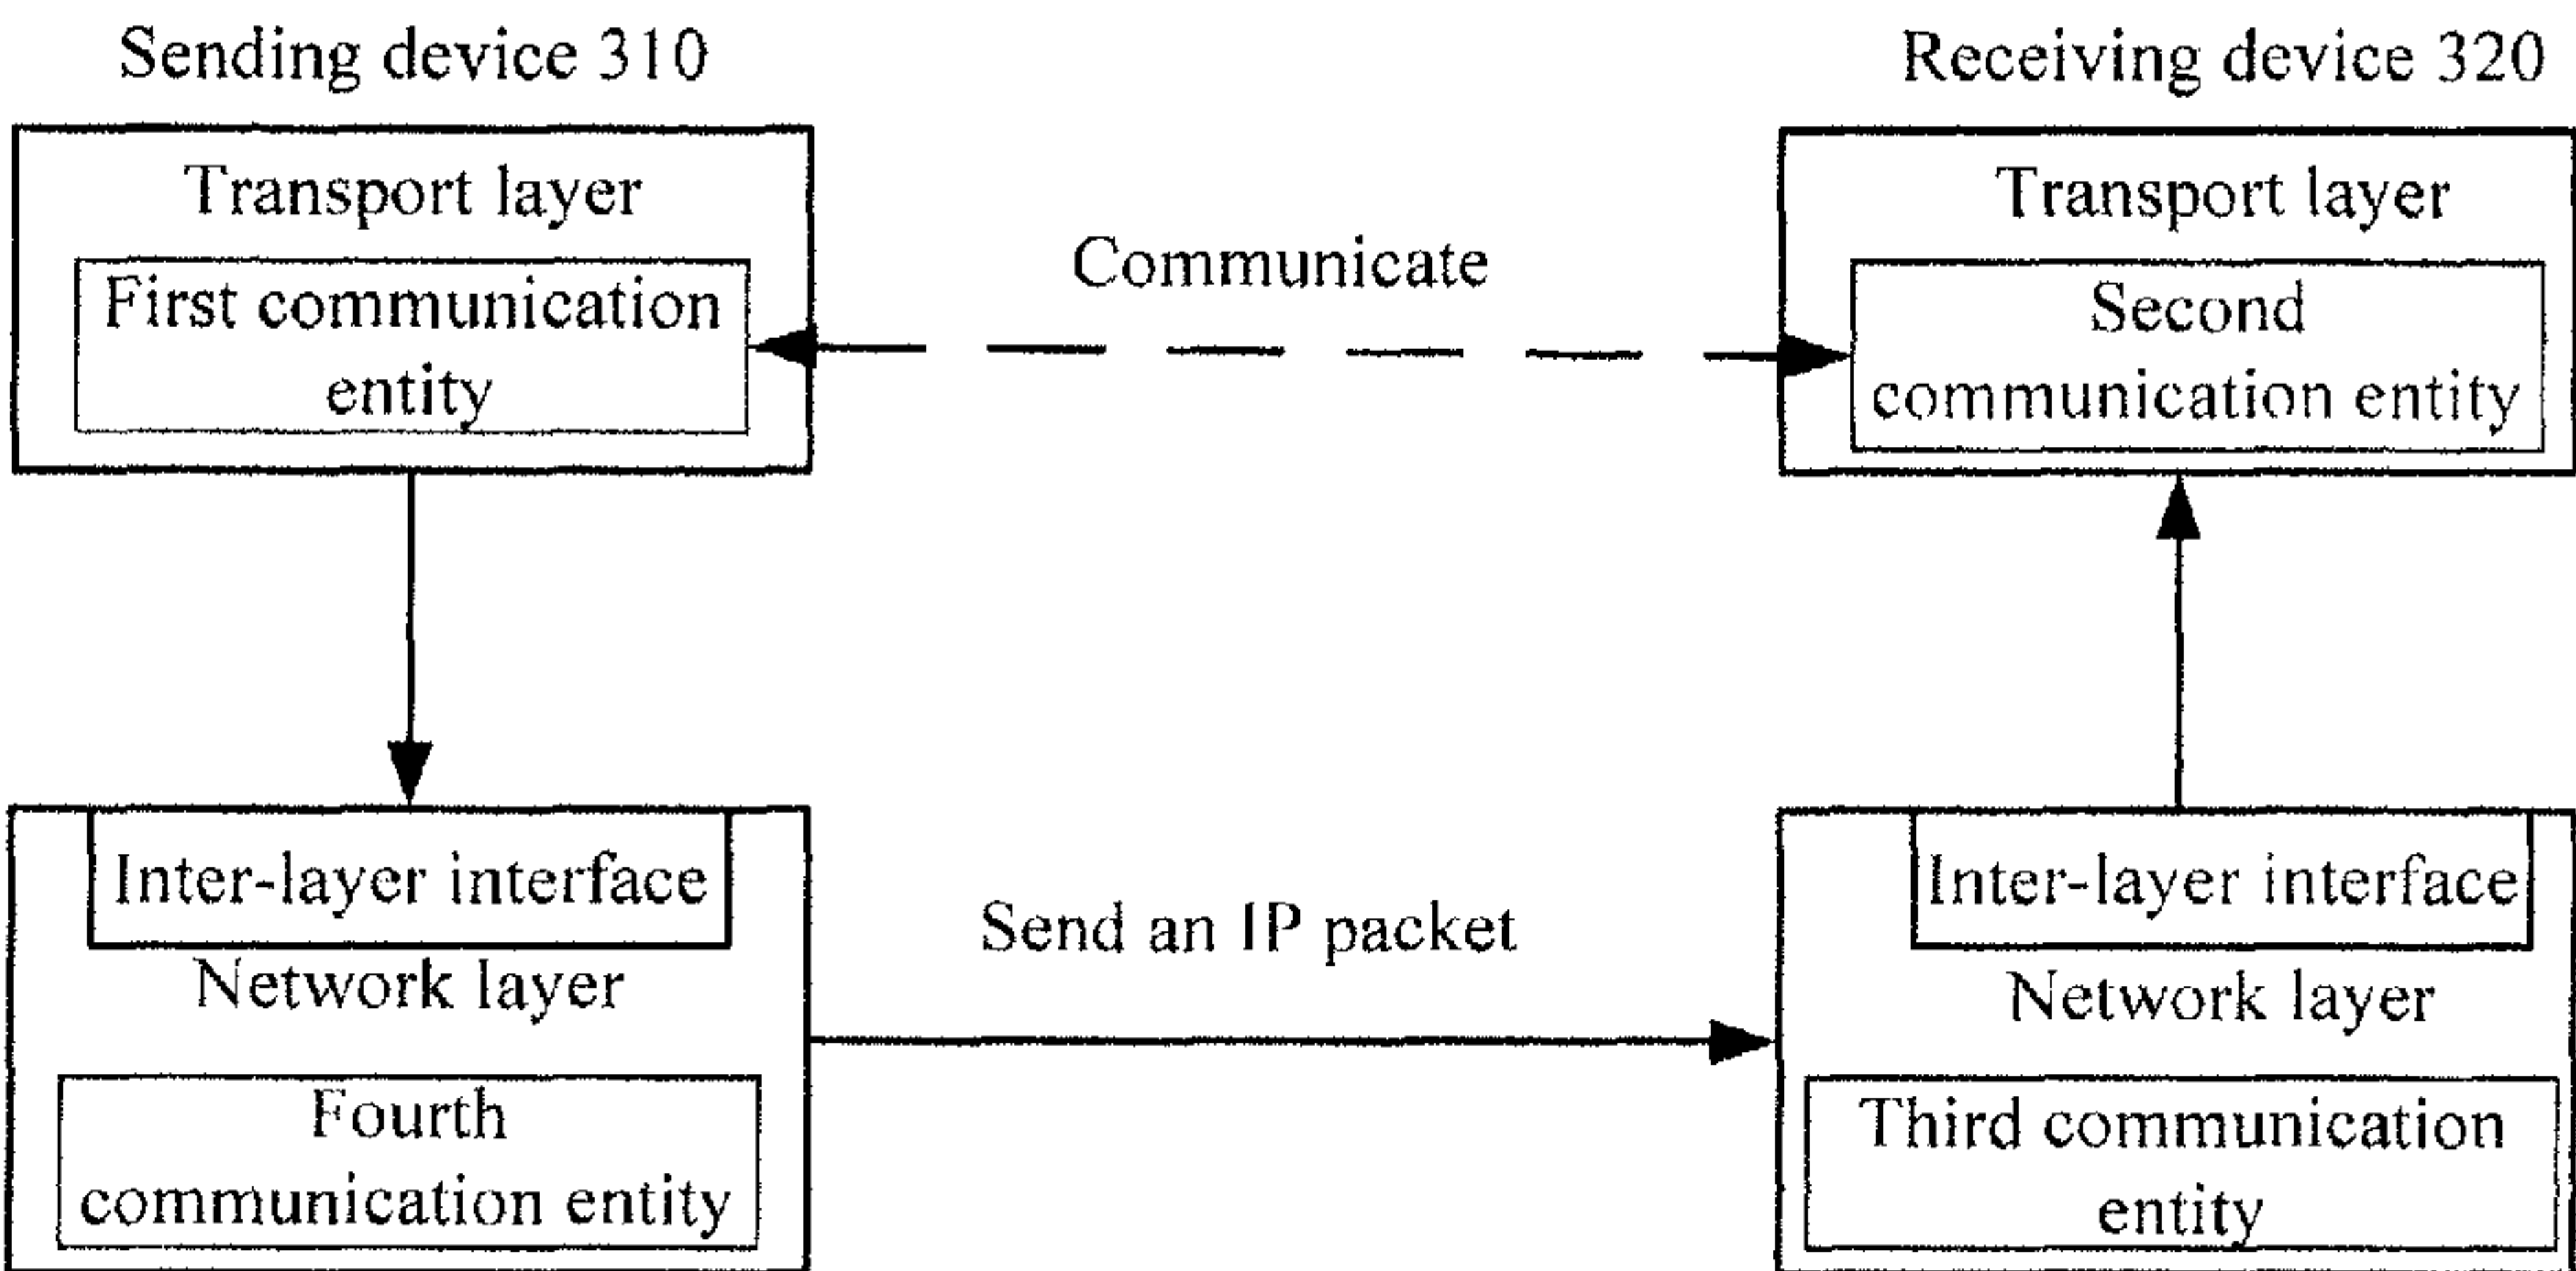 Sending device 310
Receiving device 320
Transport layer
First communication
entity
Communicate
Transport layer
Second
communication entity
Inter-layer interface
Network layer
Fourth
communication entity
Send an IP packet
Inter-layer interface
Network layer
Third communication
entity